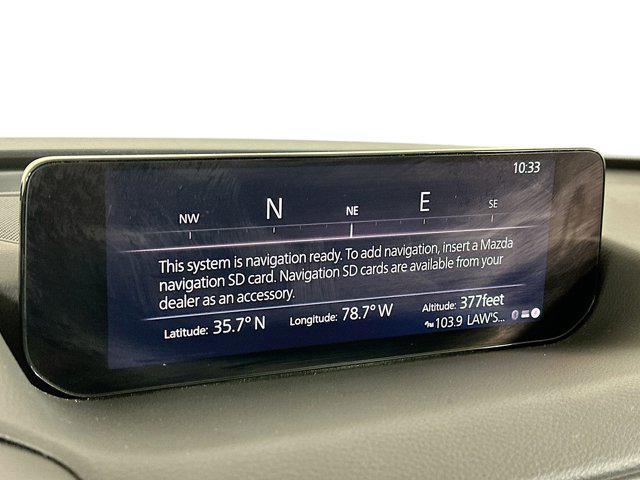 10:33
NW N NE E SE
This system is navigation ready. To add navigation, insert a Mazda
navigation SD card. Navigation SD cards are available from your
dealer as an accessory.
Latitude: 35.7° N Longitude: 78.7° W Altitude: 377feet
103.9 LAW'S...